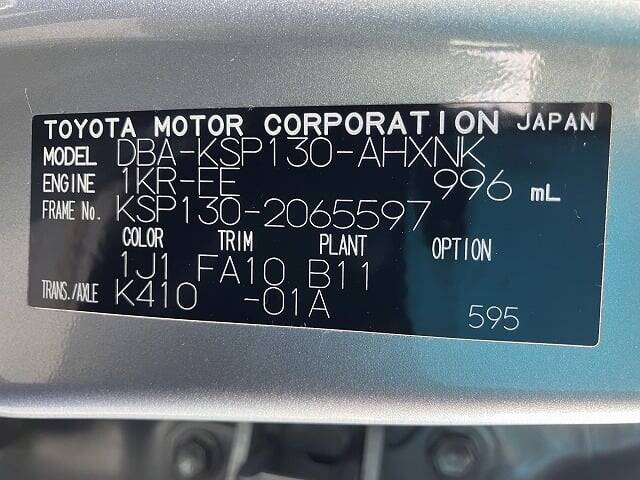 TOYOTA MOTOR CORPORATION JAPAN
MODEL DBA-KSP130-AHXNK
ENGINE 1KR-FE 996 mL
FRAME No. KSP130-2065597
COLOR TRIM PLANT OPTION
1J1 FA10 B11
TRANS./AXLE K410 -01A
595